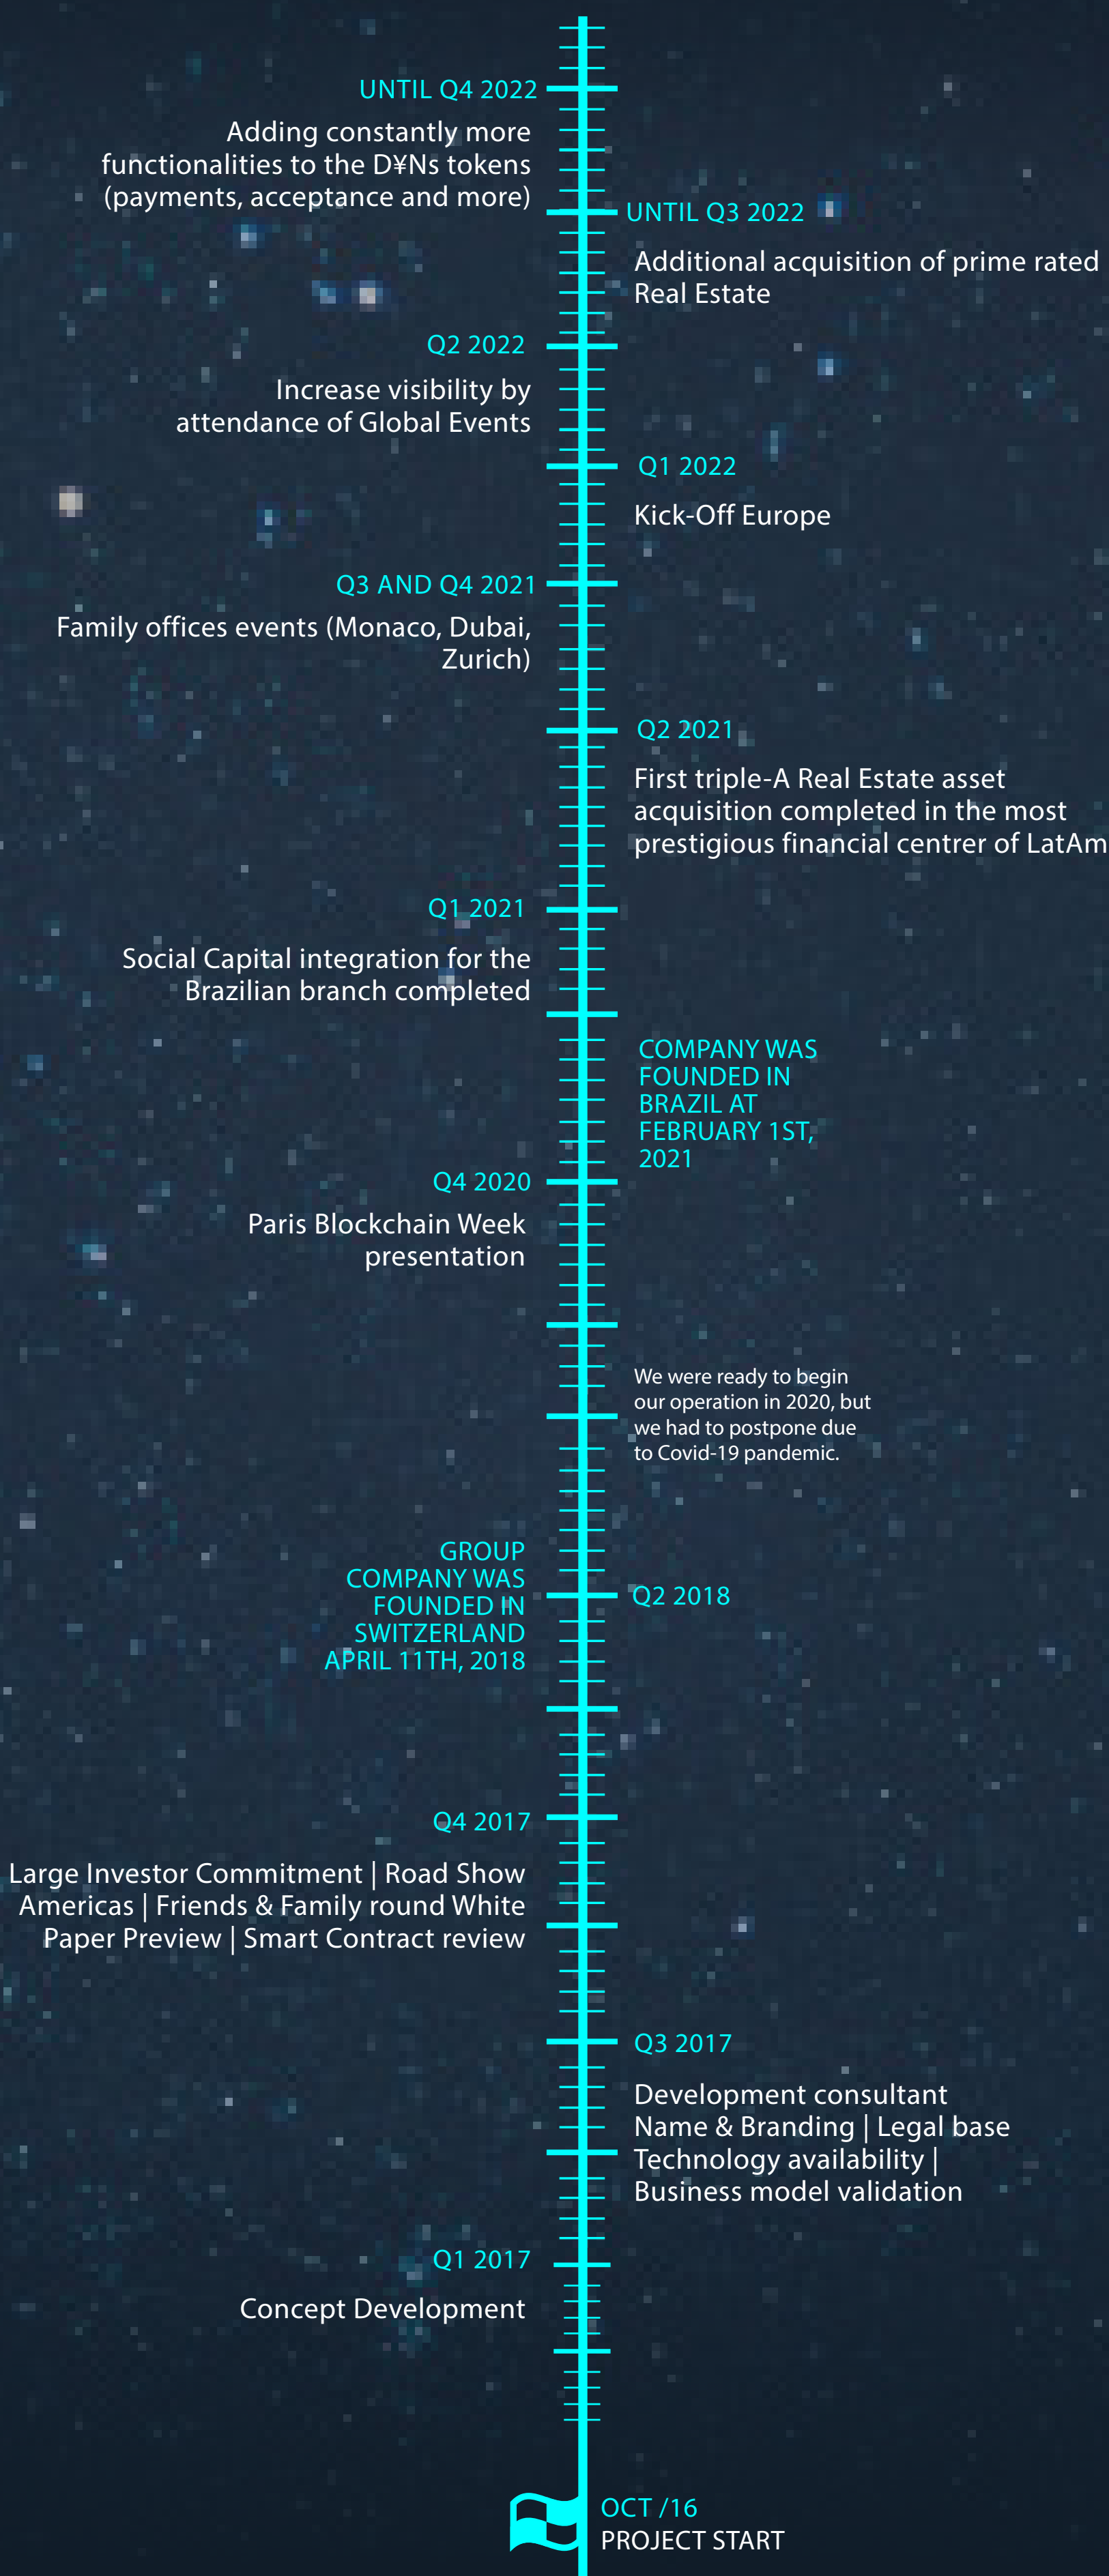 UNTIL Q4 2022
Adding constantly more
functionalities to the D¥Ns tokens
(payments, acceptance and more)
UNTIL Q3 2022
Additional acquisition of prime rated
Real Estate
Q2 2022
Increase visibility by
attendance of Global Events
Q1 2022
Kick-Off Europe
Q3 AND Q4 2021
Family offices events (Monaco, Dubai,
Zurich)
Q2 2021
First triple-A Real Estate asset
acquisition completed in the most
prestigious financial centrer of LatAm
Q1 2021
Social Capital integration for the
Brazilian branch completed
COMPANY WAS
FOUNDED IN
BRAZIL AT
FEBRUARY 1ST,
2021
Q4 2020
Paris Blockchain Week
presentation
We were ready to begin
our operation in 2020, but
we had to postpone due
to Covid-19 pandemic.
GROUP
COMPANY WAS
FOUNDED IN
SWITZERLAND
APRIL 11TH, 2018
Q2 2018
Q4 2017
Large Investor Commitment | Road Show
Americas | Friends & Family round White
Paper Preview | Smart Contract review
Q3 2017
Development consultant
Name & Branding | Legal base
Technology availability |
Business model validation
Q1 2017
Concept Development
OCT /16
PROJECT START